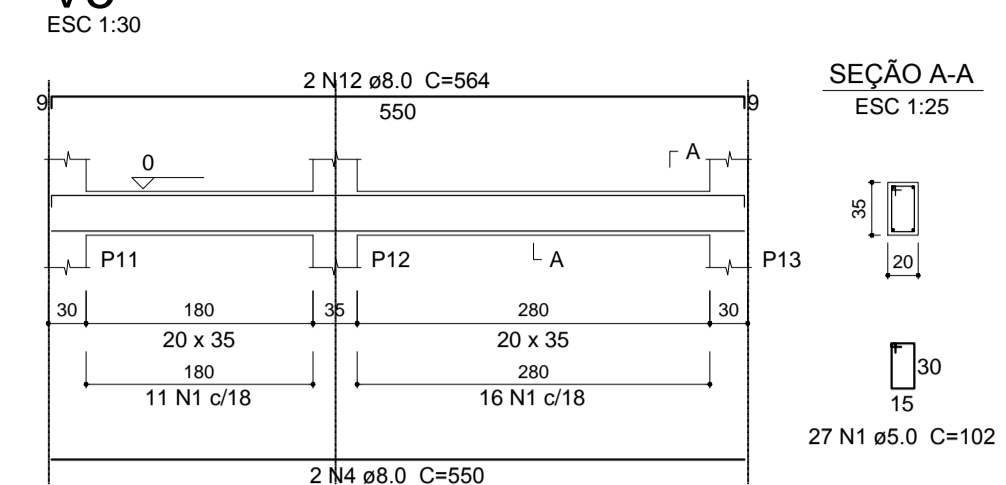 ESC 1:30
2 N12 ø8.0 C=564
9
9
550
SEÇÃO A-A
ESC 1:25
A
0
35
20
P11
P12
A
P13
30
180
35
280
30
20 x 35
20 x 35
180
280
11 N1 c/18
16 N1 c/18
30
15
27 N1 ø5.0 C=102
2 N4 ø8.0 C=550